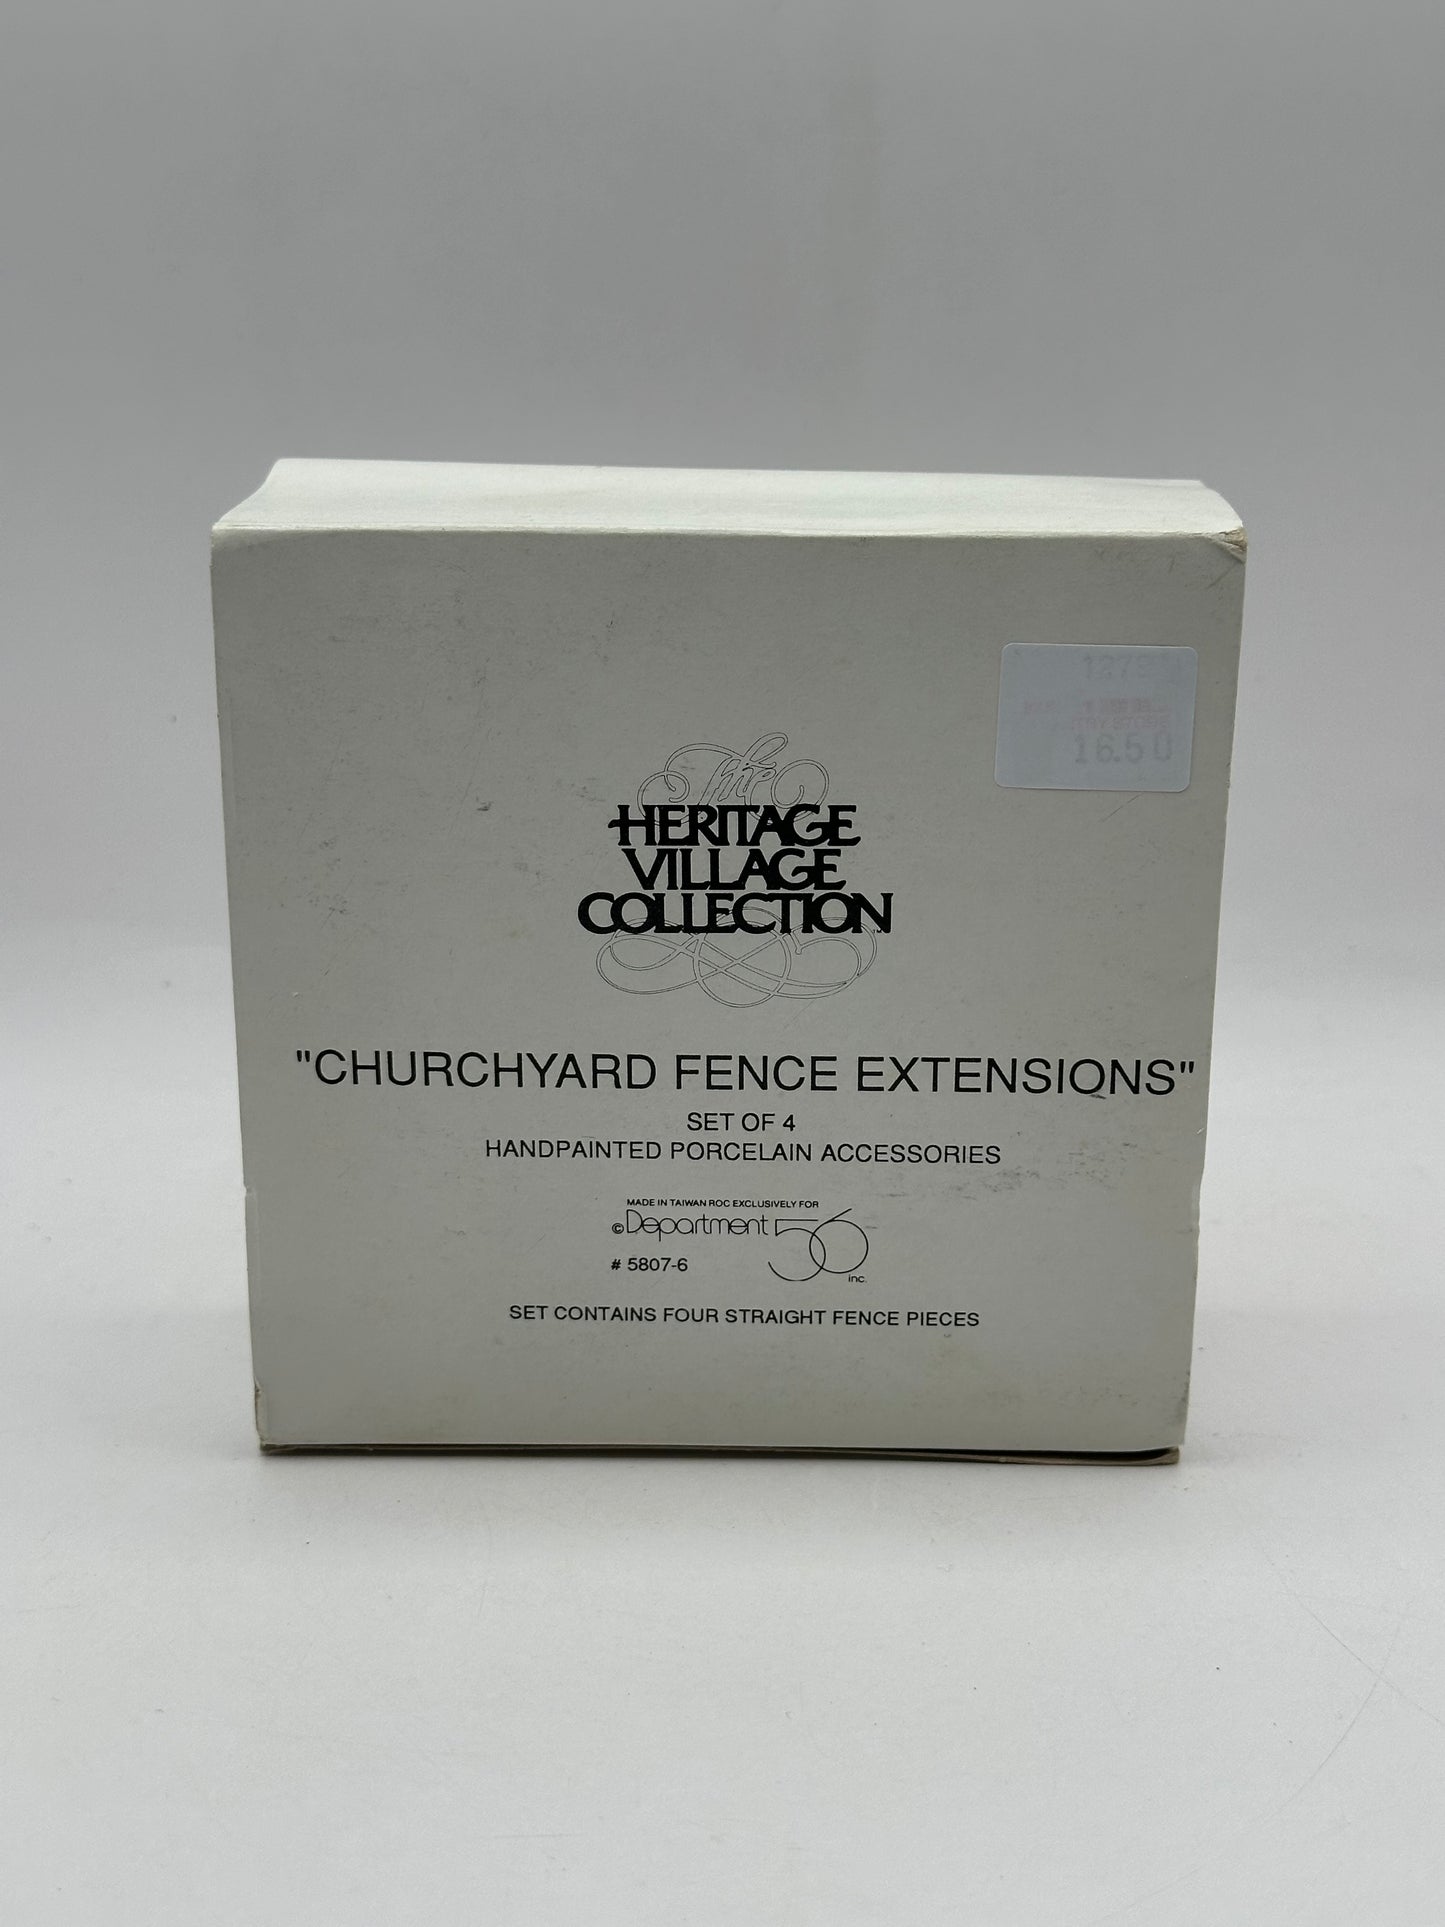 16.50
The
HERITAGE
VILLAGE
COLLECTION
"CHURCHYARD FENCE EXTENSIONS"
SET OF 4
HANDPAINTED PORCELAIN ACCESSORIES
MADE IN TAIWAN ROC EXCLUSIVELY FOR
©Department 56 inc.
# 5807-6
SET CONTAINS FOUR STRAIGHT FENCE PIECES